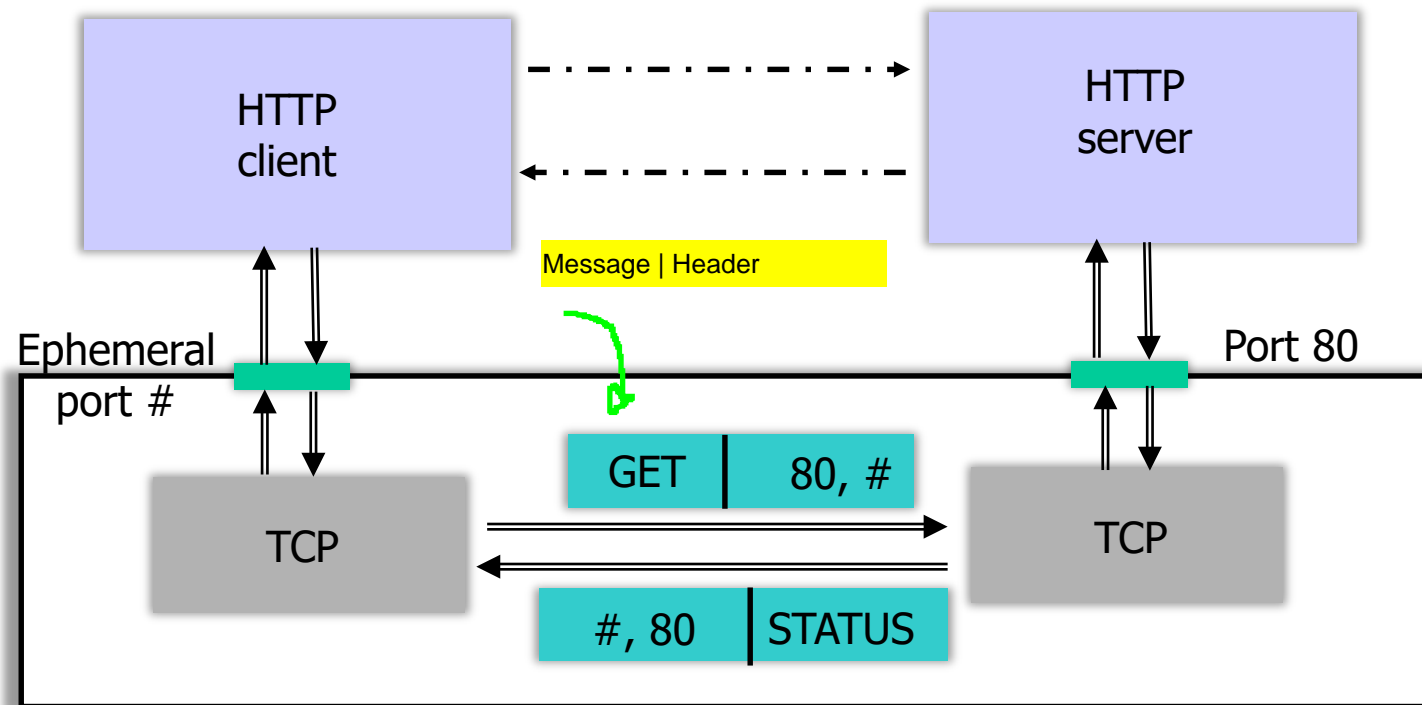 HTTP
client
HTTP
server
Message | Header
Ephemeral
port #
Port 80
GET
80, #
TCP
TCP
#, 80
STATUS